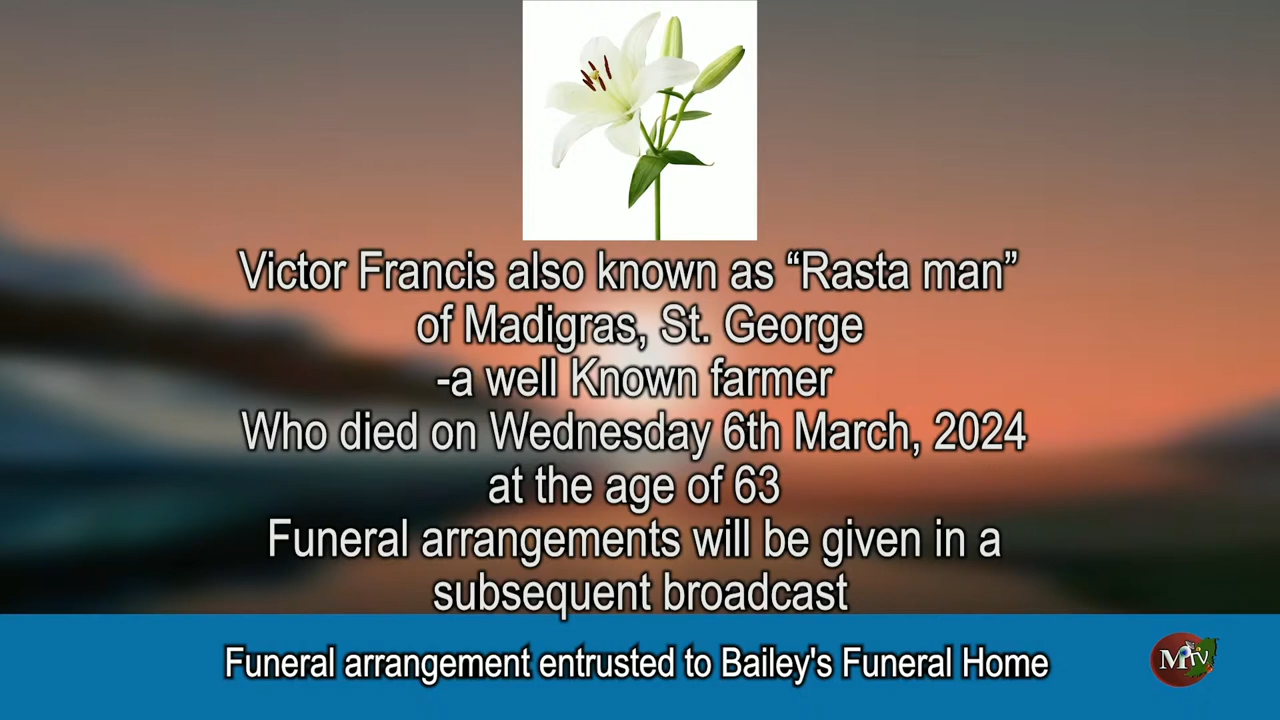 Victor Francis also known as “Rasta man”
of Madigras, St. George
-a well Known farmer
Who died on Wednesday 6th March, 2024
at the age of 63
Funeral arrangements will be given in a
subsequent broadcast
Funeral arrangement entrusted to Bailey's Funeral Home
MTV